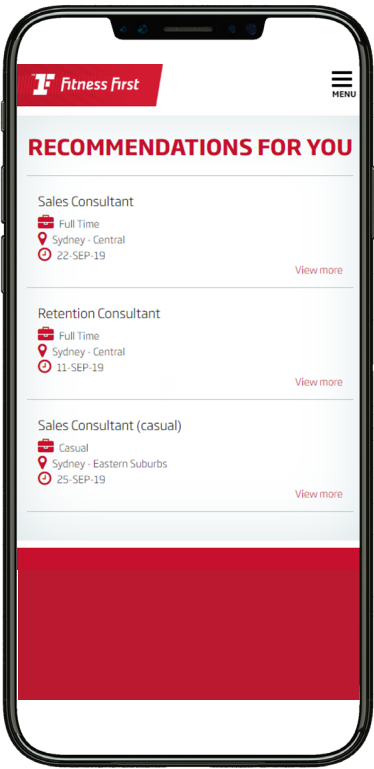 fitness first
MENU
RECOMMENDATIONS FOR YOU
Sales Consultant
Full Time
Sydney - Central
22-SEP-19
View more
Retention Consultant
Full Time
Sydney - Central
11-SEP-19
View more
Sales Consultant (casual)
Casual
Sydney - Eastern Suburbs
25-SEP-19
View more